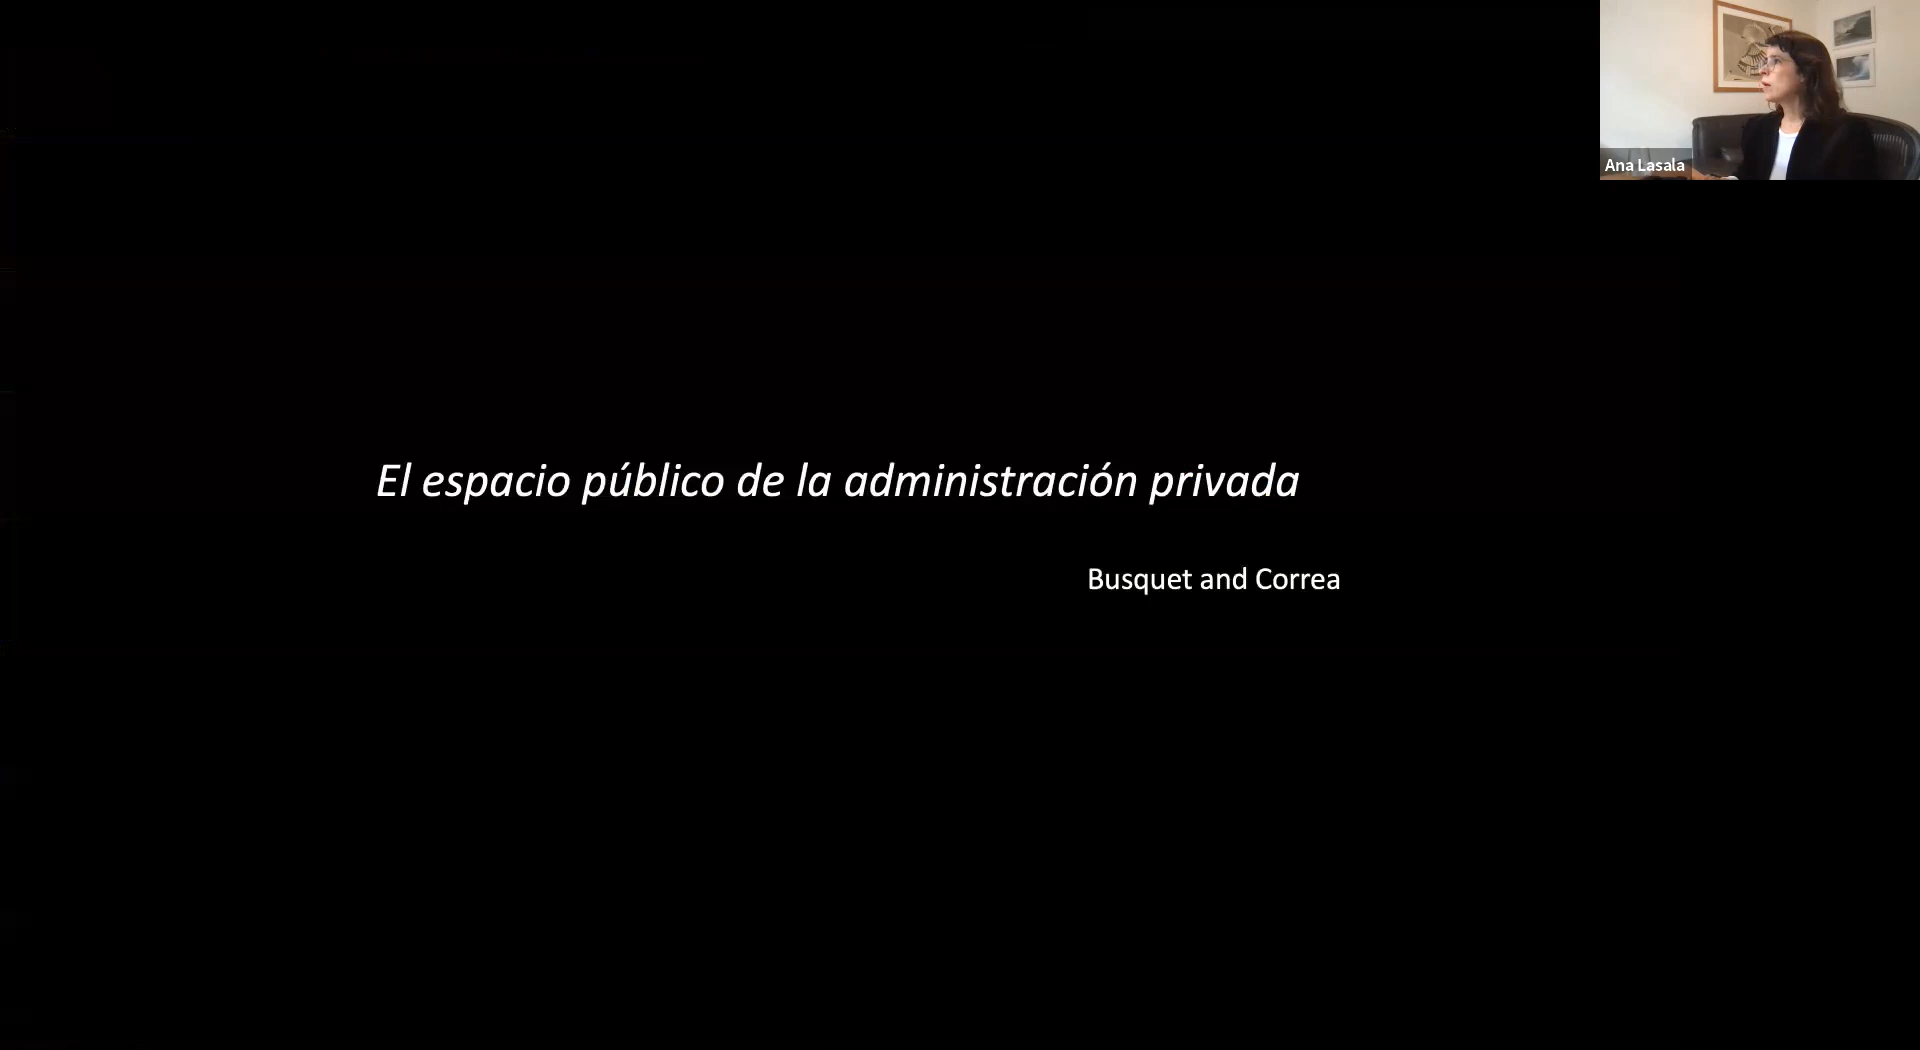 El espacio público de la administración privada
Busquet and Correa
Ana Lasala